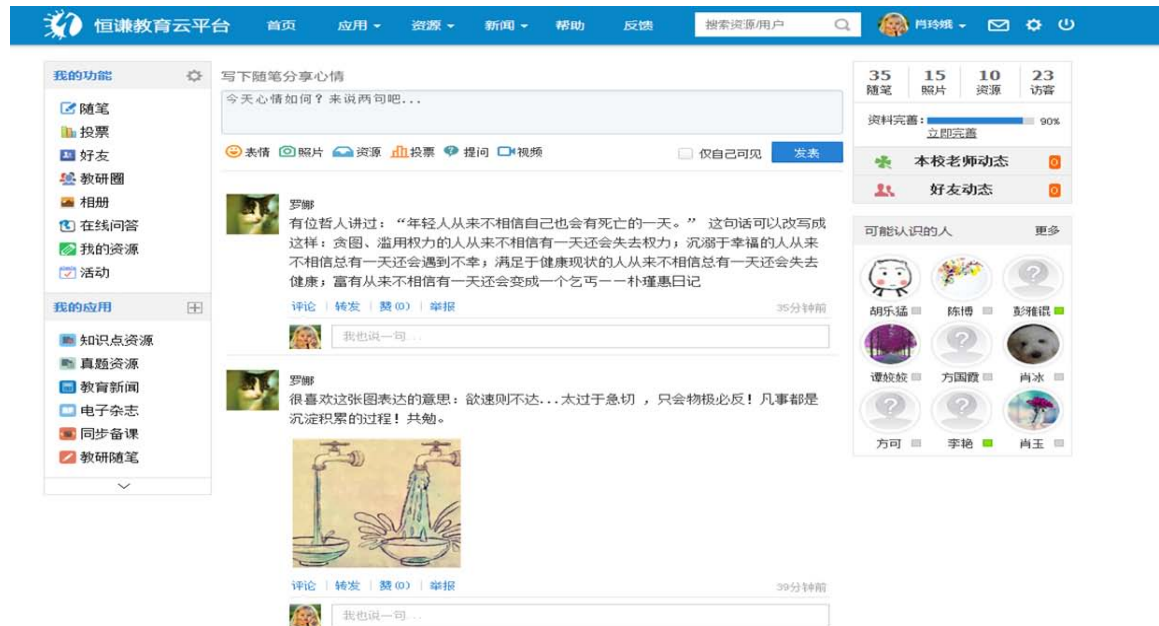 恒谦教育云平台
首页 应用 资源 新闻 帮助 反馈
搜索资源/用户
肖玲娥
我的功能
随笔
投票
好友
教研圈
相册
在线问答
我的资源
活动
我的应用
知识点资源
真题资源
教育新闻
电子杂志
同步备课
教研随笔
写下随笔分享心情
今天心情如何?来说两句吧...
表情 照片 资源 投票 提问 视频
仅自己可见 发表
罗娜
有位哲人讲过:“年轻人从来不相信自己也会有死亡的一天。” 这句话可以改写成
这样:贪图、滥用权力的人从来不相信有一天还会失去权力;沉溺于幸福的人从来
不相信总有一天还会遇到不幸;满足于健康现状的人从来不相信总有一天还会失去
健康;富有从来不相信有一天还会变成一个乞丐——朴瑾惠日记
评论 | 转发 | 赞(0) | 举报 35分钟前
我也说一句...
罗娜
很喜欢这张图表达的意思:欲速则不达...太过于急切 ,只会物极必反!凡事都是
沉淀积累的过程!共勉。
评论 | 转发 | 赞(0) | 举报 39分钟前
我也说一句...
35 15 10 23
随笔 照片 资源 访客
资料完善: 90%
立即完善
本校老师动态 0
好友动态 0
可能认识的人 更多
胡乐猛 陈博 彭雅锟
谭姣姣 方国霞 肖冰
方可 李艳 肖玉